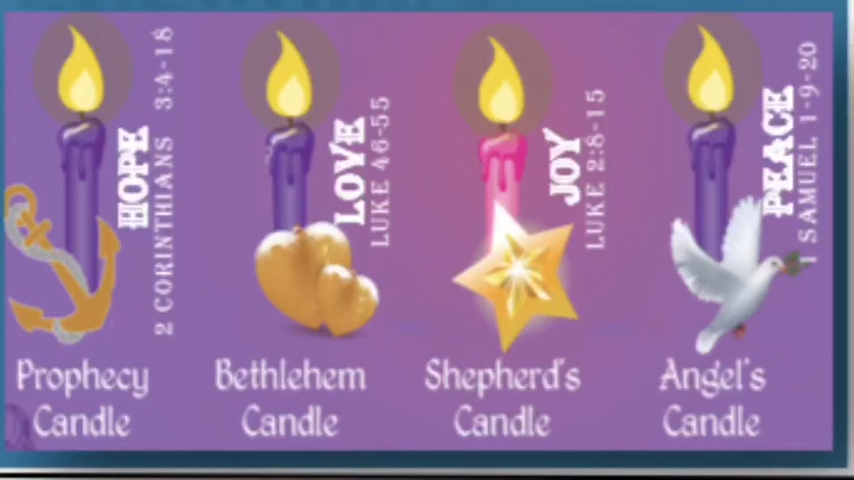 HOPE
2 CORINTHIANS 3:4-18
Prophecy
Candle
LOVE
LUKE 46-55
Bethlehem
Candle
JOY
LUKE 2:8-15
Shepherd's
Candle
PEACE
1 SAMUEL 1-9-20
Angel's
Candle